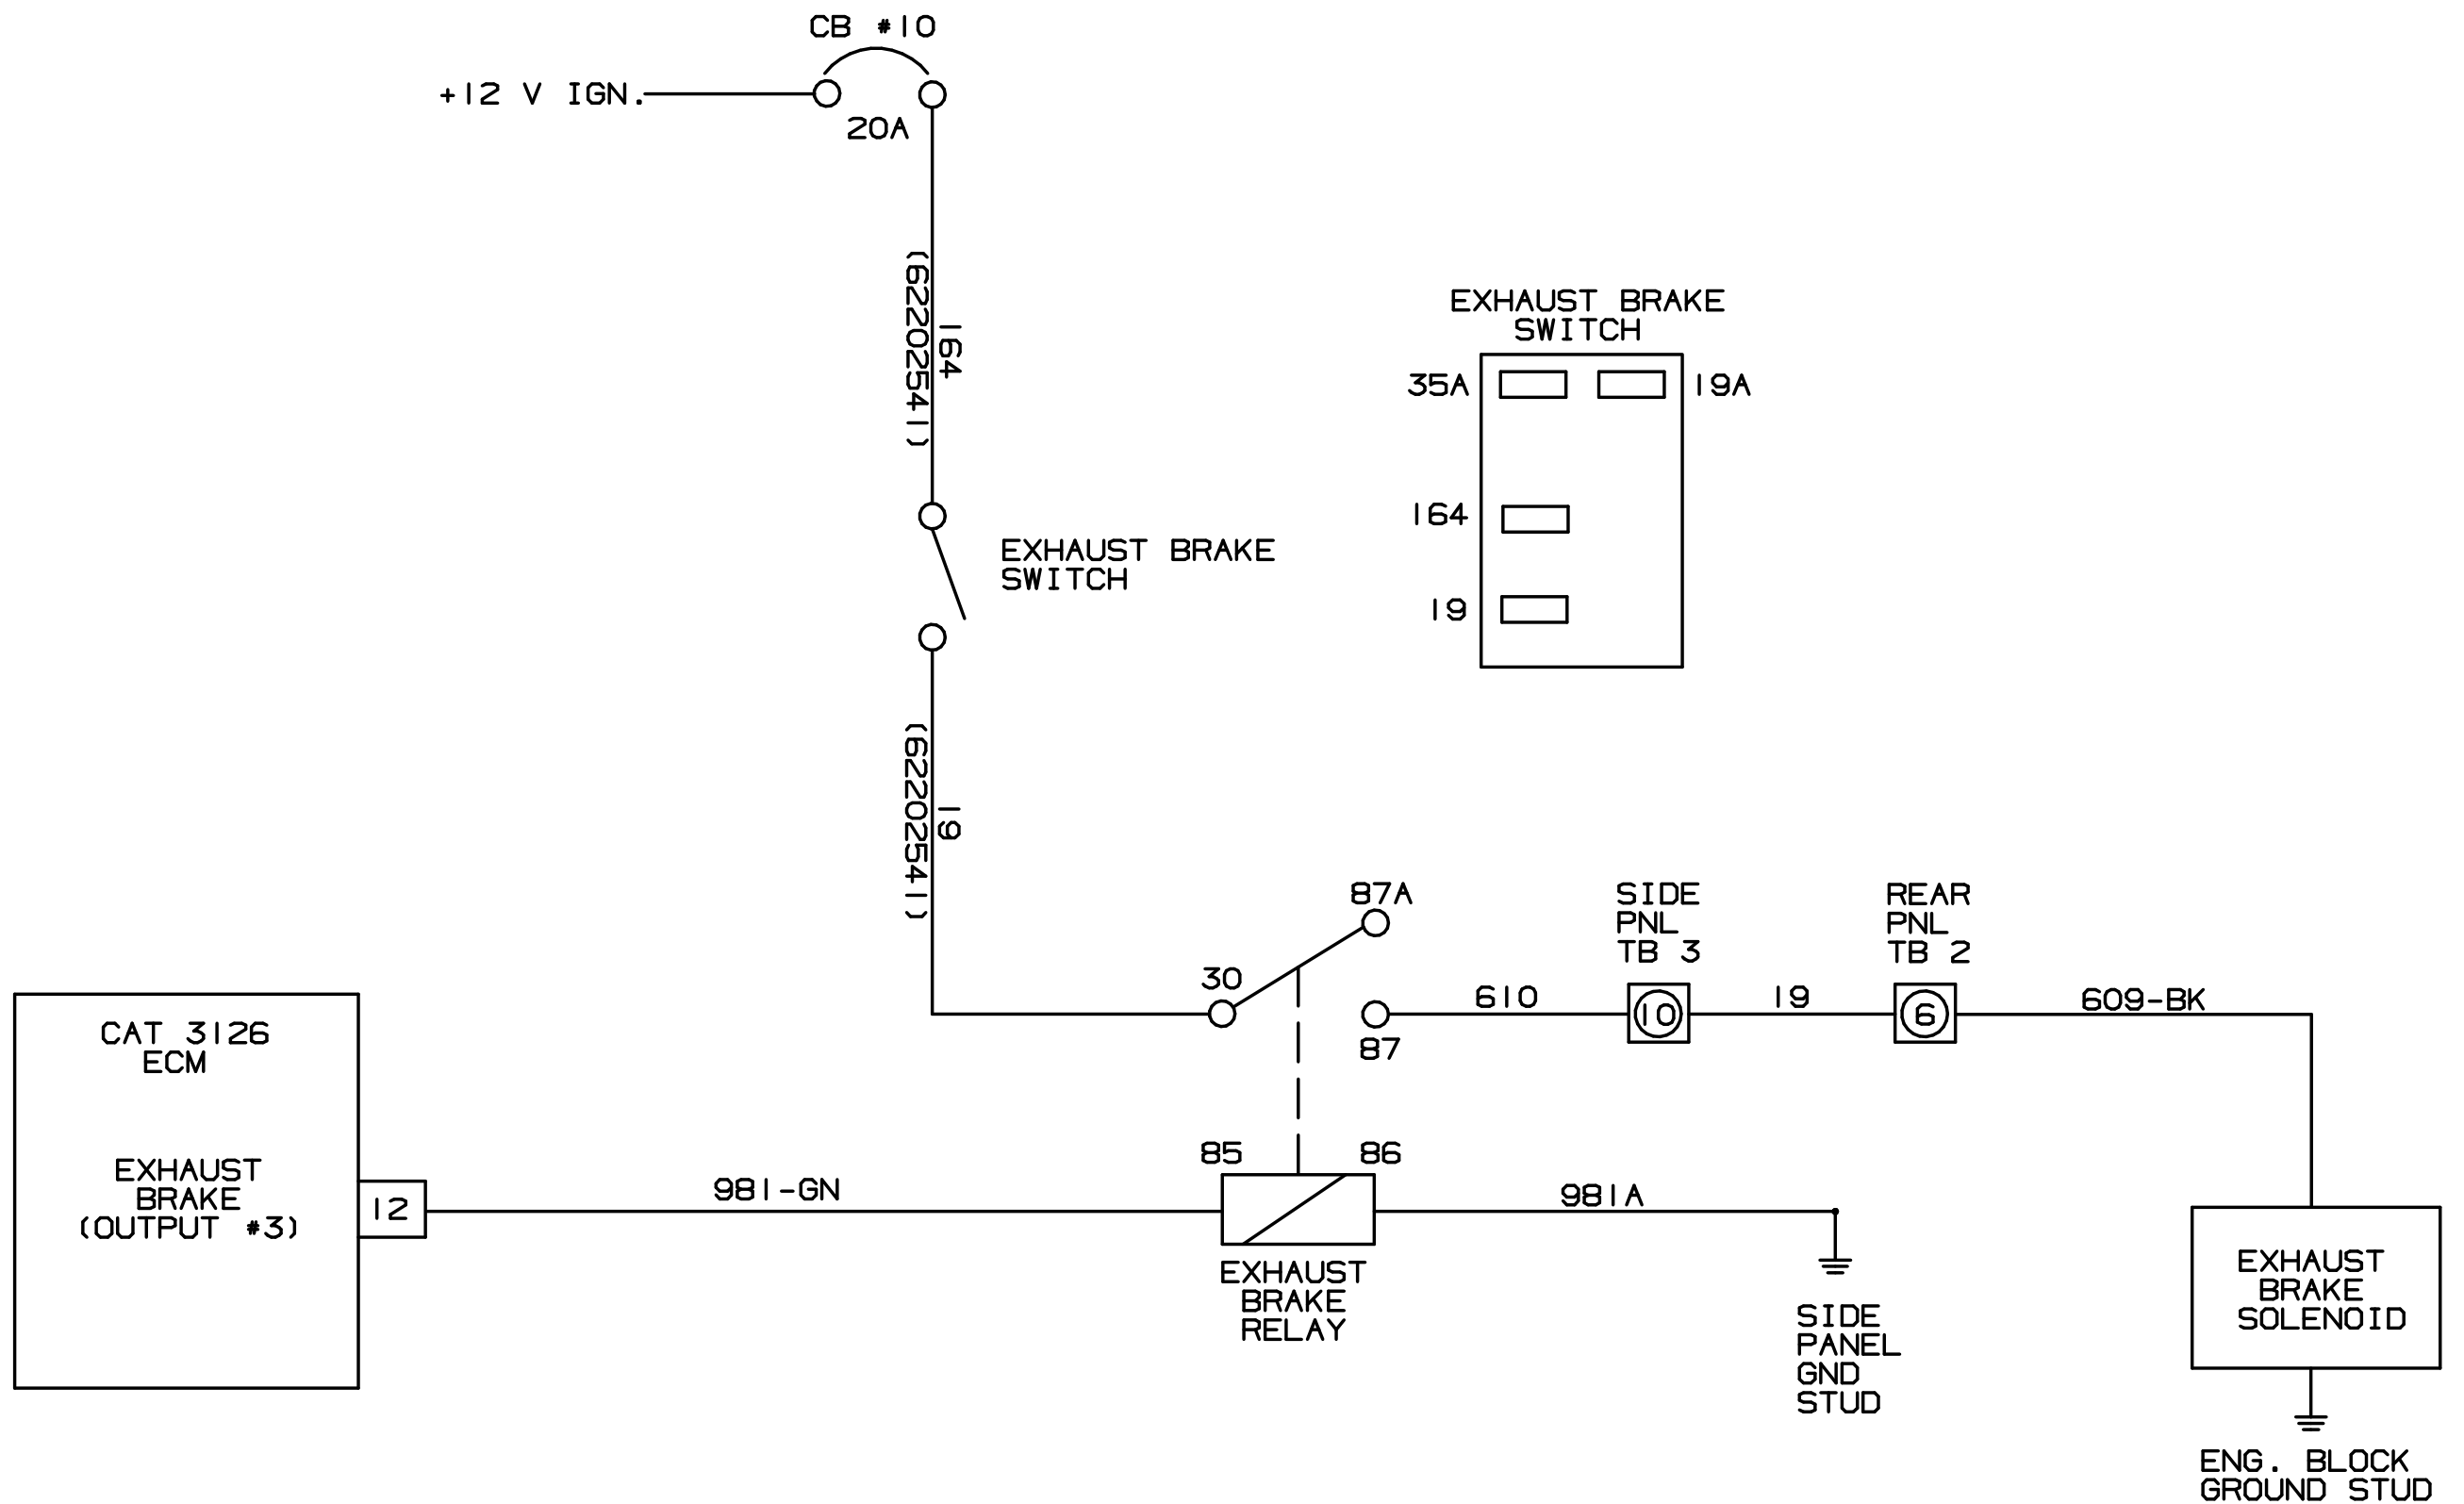 CB #10
+12 V IGN.
20A
(62202541)
164
EXHAUST BRAKE
SWITCH
35A
19A
164
19
EXHAUST BRAKE
SWITCH
(62202541)
19
87A
30
87
610
SIDE
PNL
TB 3
10
19
REAR
PNL
TB 2
6
609-BK
CAT 3126
ECM
EXHAUST
BRAKE
(OUTPUT #3)
12
981-GN
85
86
981A
EXHAUST
BRAKE
RELAY
SIDE
PANEL
GND
STUD
EXHAUST
BRAKE
SOLENOID
ENG. BLOCK
GROUND STUD